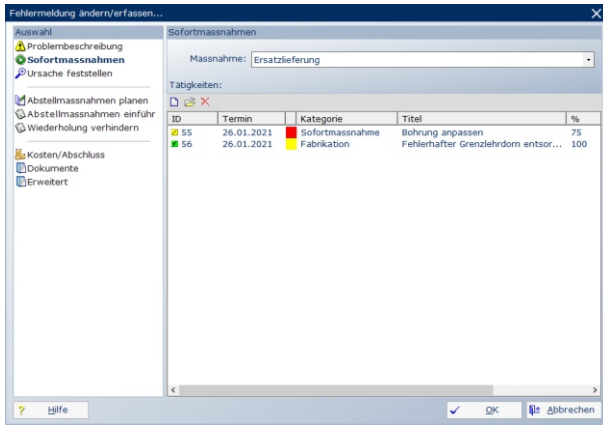 Fehlermeldung ändern/erfassen...
Auswahl
Problembeschreibung
Sofortmassnahmen
Ursache feststellen
Abstellmassnahmen planen
Abstellmassnahmen einführ
Wiederholung verhindern
Kosten/Abschluss
Dokumente
Erweitert
Sofortmassnahmen
Massnahme: Ersatzlieferung
Tätigkeiten:
ID Termin Kategorie Titel %
55 26.01.2021 Sofortmassnahme Bohrung anpassen 75
56 26.01.2021 Fabrikation Fehlerhafter Grenzlehrdorn entsor... 100
? Hilfe
OK
Abbrechen